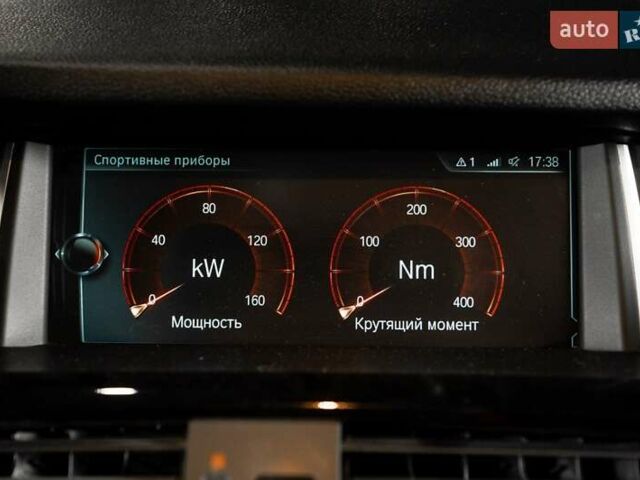 auto
Спортивные приборы
1 17:38
80 200
40 120 100 300
kW Nm
0 160 0 400
Мощность Крутящий момент